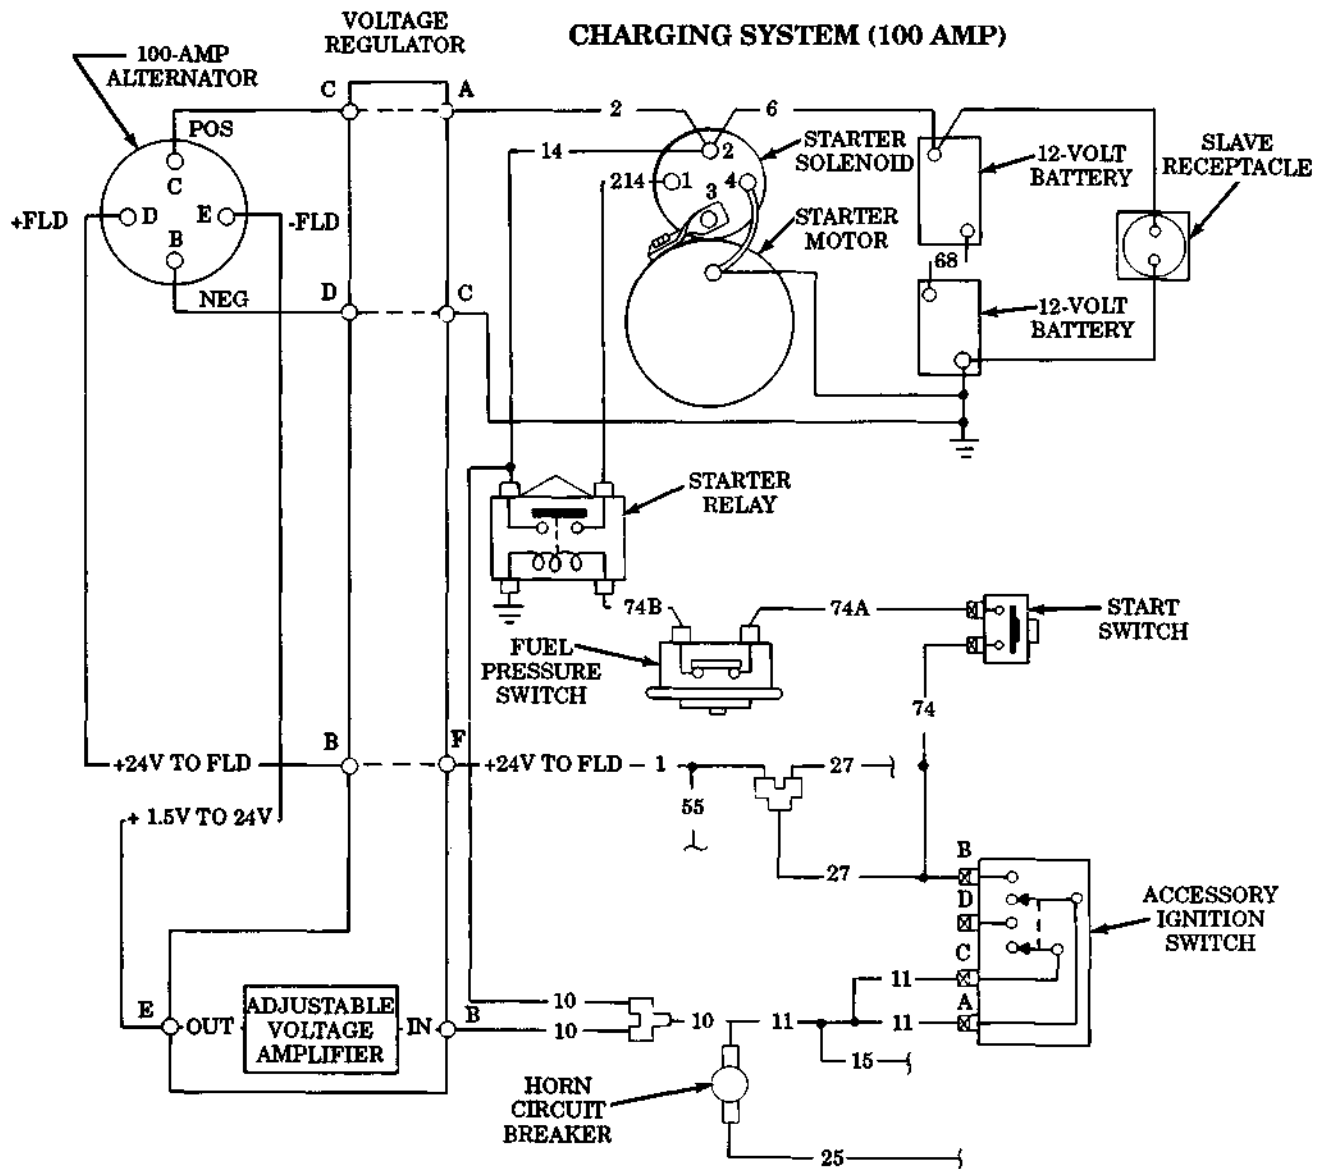 CHARGING SYSTEM (100 AMP)
VOLTAGE
REGULATOR
100-AMP
ALTERNATOR
C
A
POS
C
+FLD
D
E
-FLD
B
NEG
D
C
2
6
14
2
214
1
4
3
STARTER
SOLENOID
STARTER
MOTOR
12-VOLT
BATTERY
68
12-VOLT
BATTERY
SLAVE
RECEPTACLE
STARTER
RELAY
74B
74A
START
SWITCH
FUEL
PRESSURE
SWITCH
74
B
F
+24V TO FLD
+24V TO FLD
1
27
55
+ 1.5V TO 24V
27
B
D
C
A
ACCESSORY
IGNITION
SWITCH
11
E
OUT
ADJUSTABLE
VOLTAGE
AMPLIFIER
IN
B
10
10
10
11
11
15
HORN
CIRCUIT
BREAKER
25